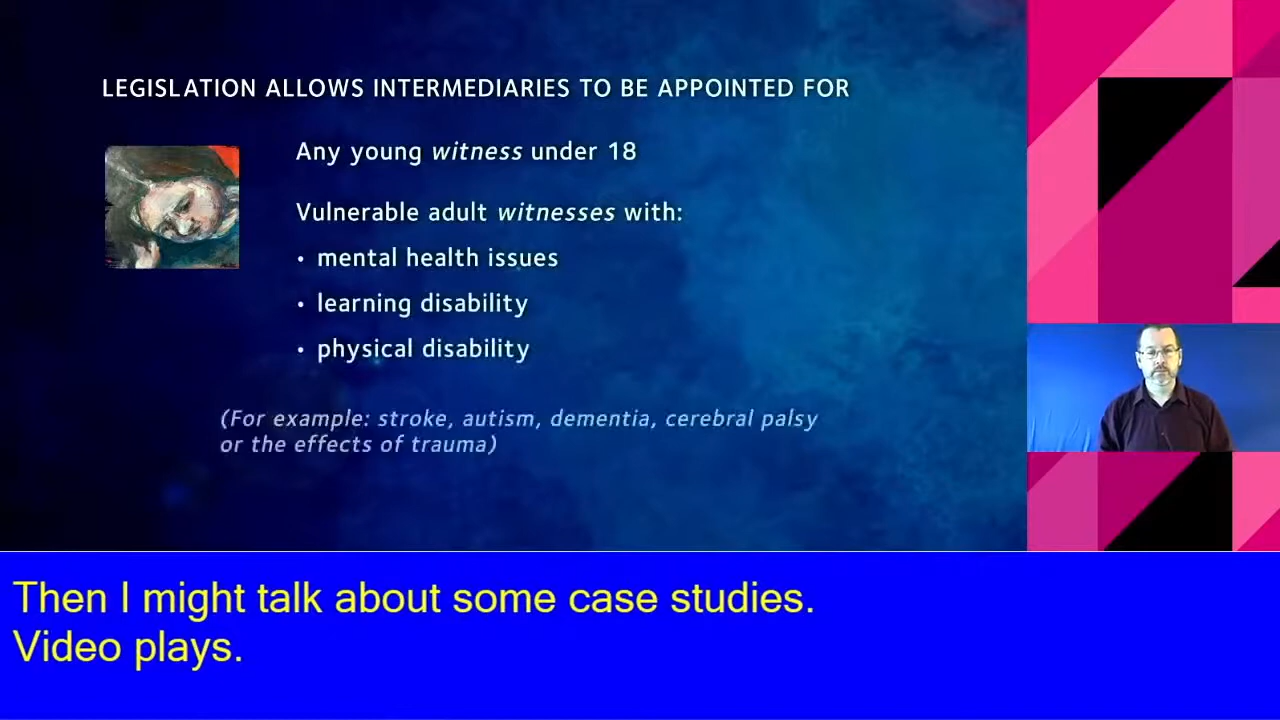 LEGISLATION ALLOWS INTERMEDIARIES TO BE APPOINTED FOR
Any young witness under 18
Vulnerable adult witnesses with:
• mental health issues
• learning disability
• physical disability
(For example: stroke, autism, dementia, cerebral palsy
or the effects of trauma)
Then I might talk about some case studies.
Video plays.